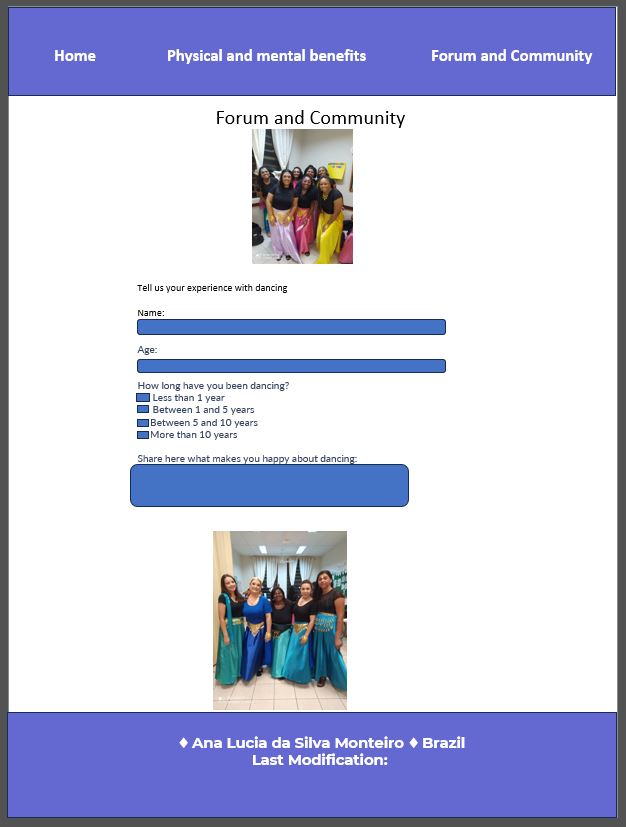 Home Physical and mental benefits Forum and Community
Forum and Community
Tell us your experience with dancing
Name:
Age:
How long have you been dancing?
Less than 1 year
Between 1 and 5 years
Between 5 and 10 years
More than 10 years
Share here what makes you happy about dancing:
♦ Ana Lucia da Silva Monteiro ♦ Brazil
Last Modification: